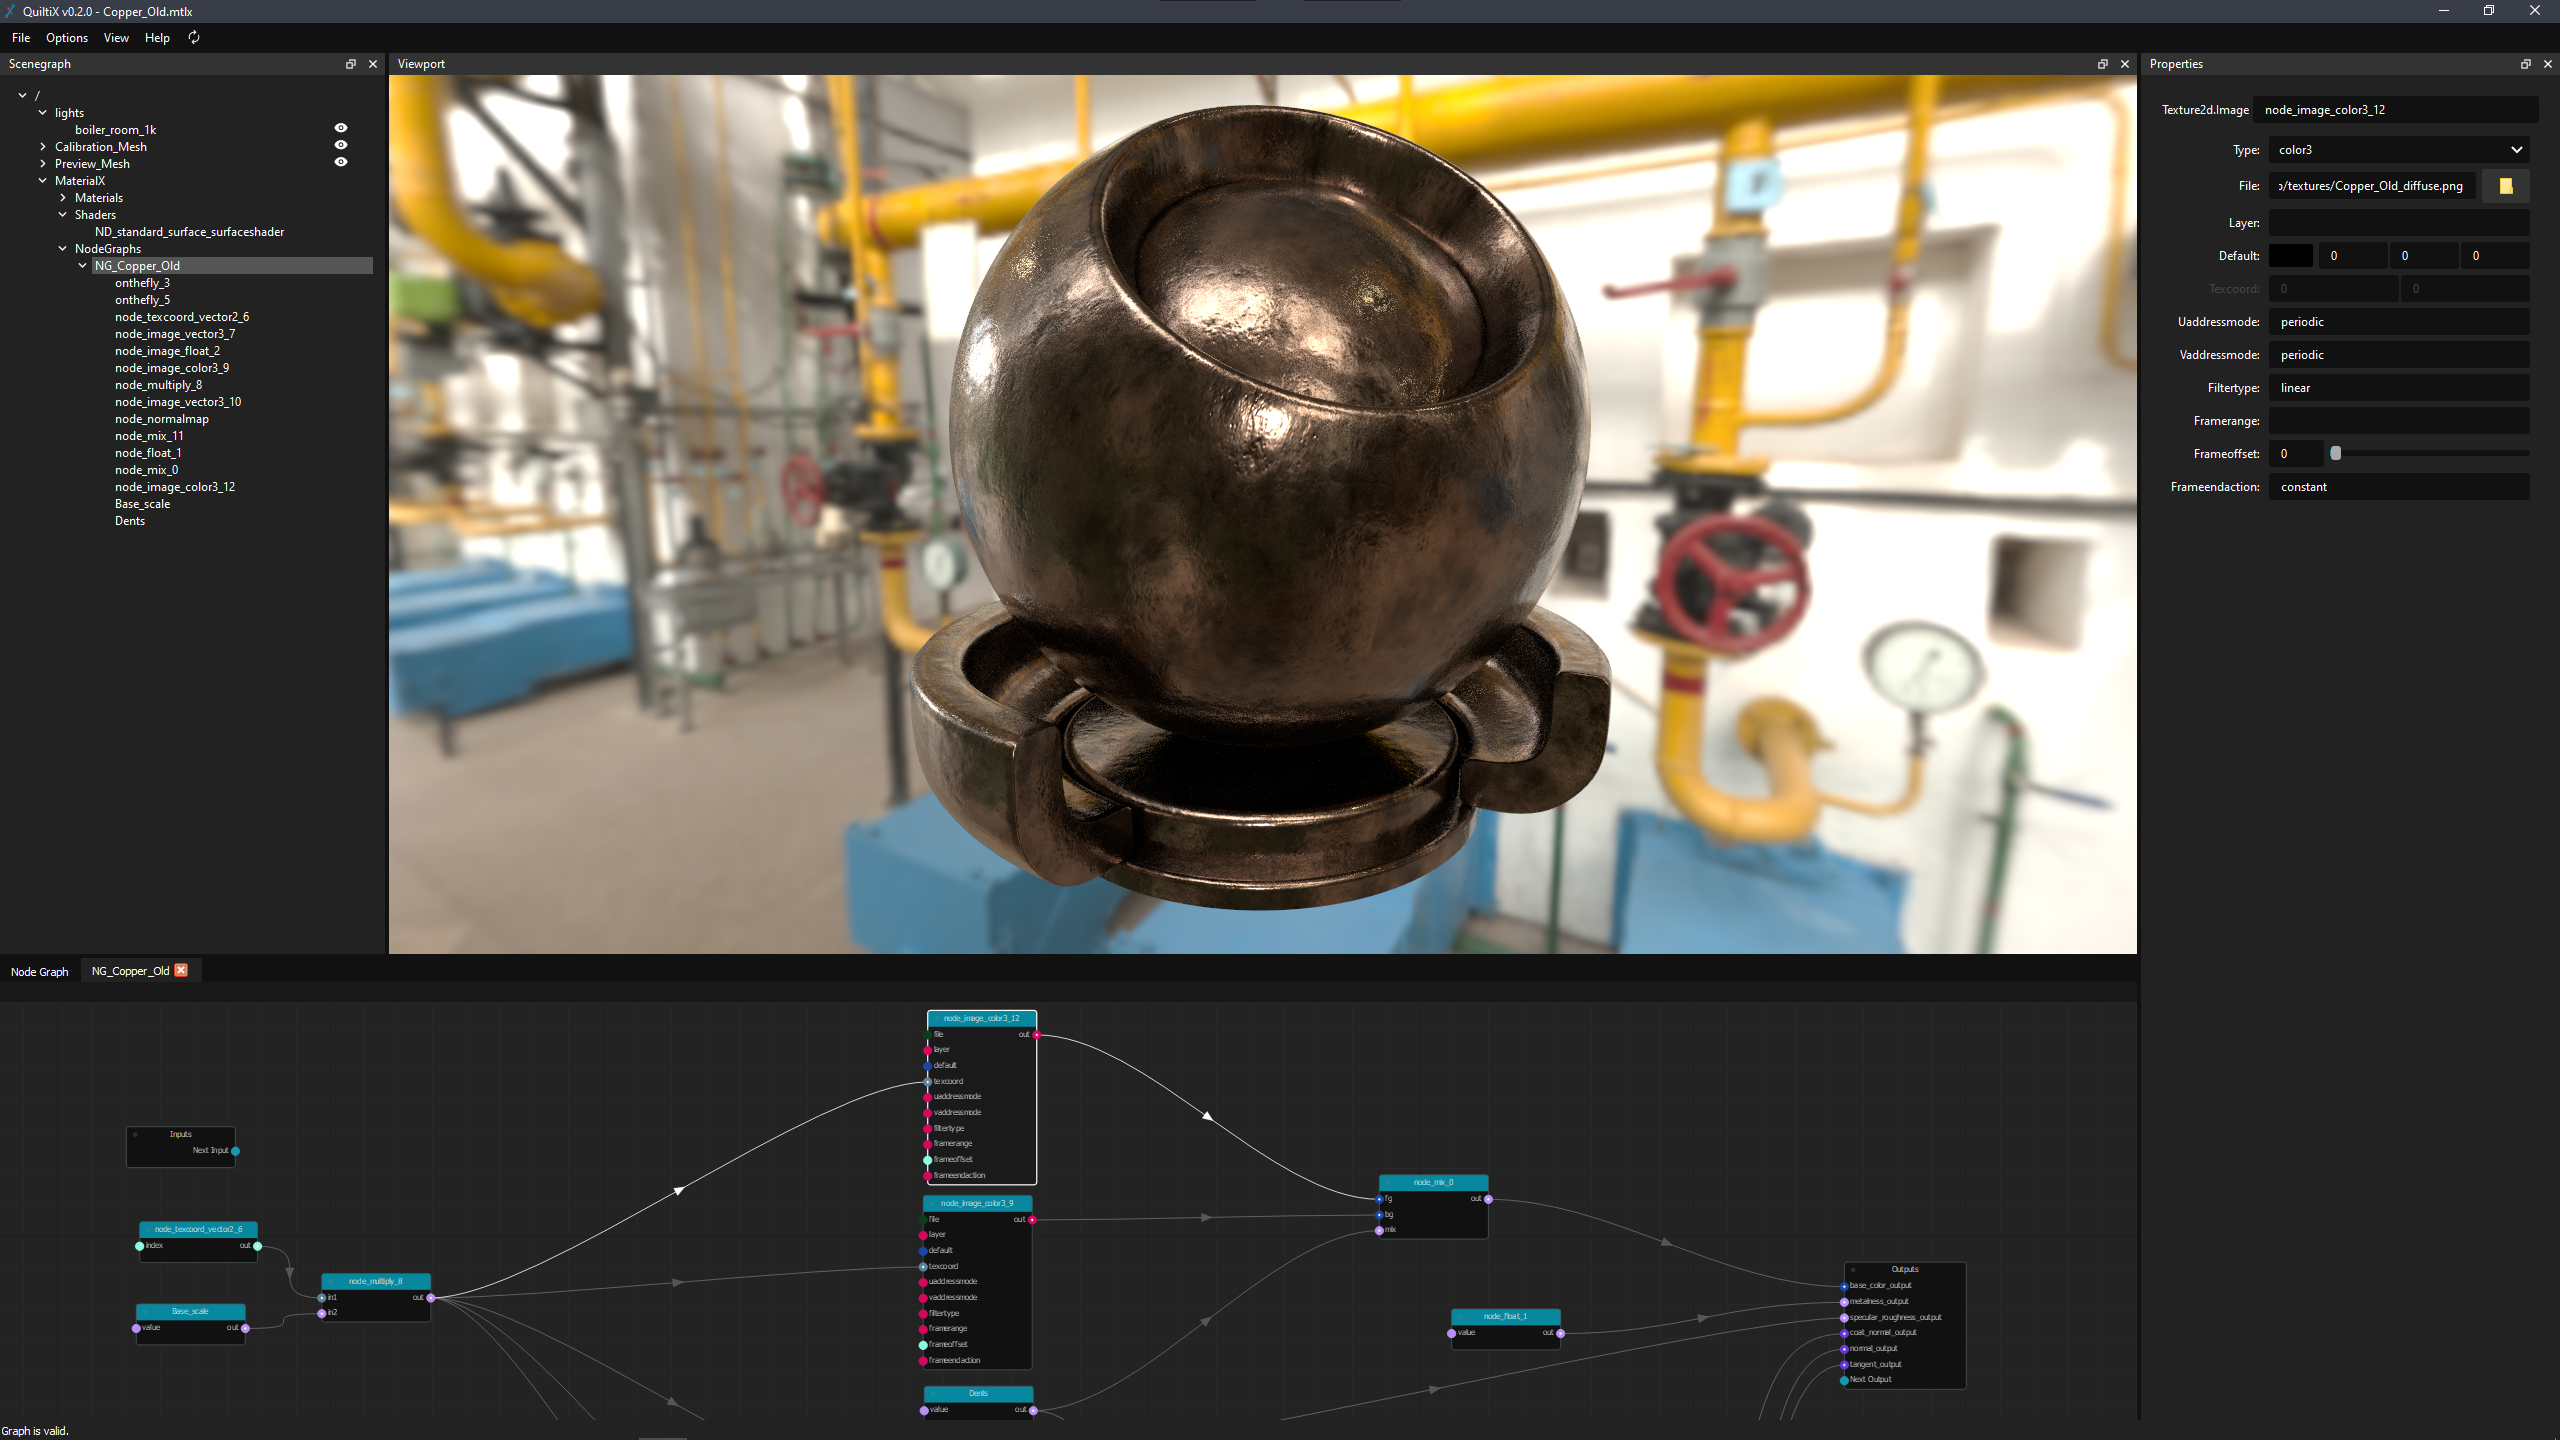 QuiltiX v0.2.0 - Copper_Old.mtlx
File Options View Help
Scenegraph
/
lights
boiler_room_1k
Calibration_Mesh
Preview_Mesh
MaterialX
Materials
Shaders
ND_standard_surface_surfaceshader
NodeGraphs
NG_Copper_Old
onthefly_3
onthefly_5
node_texcoord_vector2_6
node_image_vector3_7
node_image_float_2
node_image_color3_9
node_multiply_8
node_image_vector3_10
node_normalmap
node_mix_11
node_float_1
node_mix_0
node_image_color3_12
Base_scale
Dents
Viewport
Properties
Texture2d.Image node_image_color3_12
Type: color3
File: o/textures/Copper_Old_diffuse.png
Layer:
Default: 0 0 0
Texcoord: 0 0
Uaddressmode: periodic
Vaddressmode: periodic
Filtertype: linear
Framerange:
Frameoffset: 0
Frameendaction: constant
Node Graph NG_Copper_Old
Inputs
Next Input
node_texcoord_vector2_6
index out
Base_scale
value out
node_multiply_8
in1 out
in2
node_image_color3_12
file out
layer
default
texcoord
uaddressmode
vaddressmode
filtertype
framerange
frameoffset
frameendaction
node_image_color3_9
file out
layer
default
texcoord
uaddressmode
vaddressmode
filtertype
framerange
frameoffset
frameendaction
Dents
value out
node_mix_0
fg out
bg
mix
node_float_1
value out
Outputs
base_color_output
metalness_output
specular_roughness_output
coat_normal_output
normal_output
tangent_output
Next Output
Graph is valid.